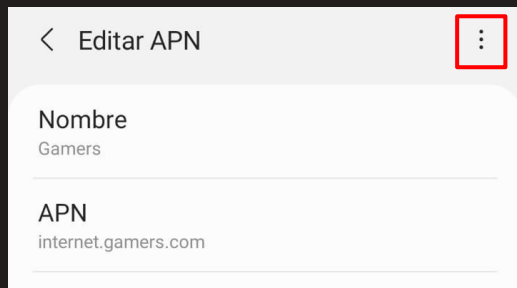 Editar APN
Nombre
Gamers
APN
internet.gamers.com